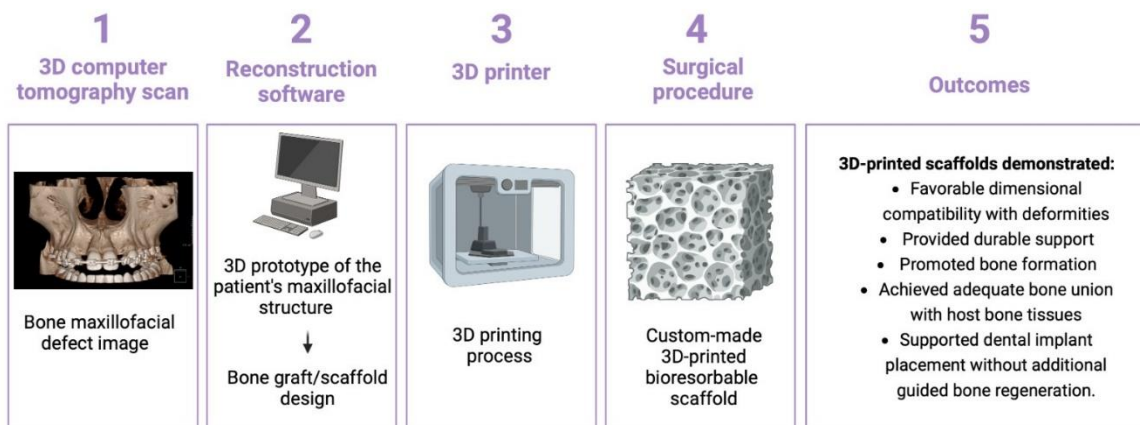 1
3D computer
tomography scan
Bone maxillofacial
defect image
2
Reconstruction
software
3D prototype of the
patient's maxillofacial
structure
Bone graft/scaffold
design
3
3D printer
3D printing
process
4
Surgical
procedure
Custom-made
3D-printed
bioresorbable
scaffold
5
Outcomes
3D-printed scaffolds demonstrated:
• Favorable dimensional
compatibility with deformities
• Provided durable support
• Promoted bone formation
• Achieved adequate bone union
with host bone tissues
• Supported dental implant
placement without additional
guided bone regeneration.